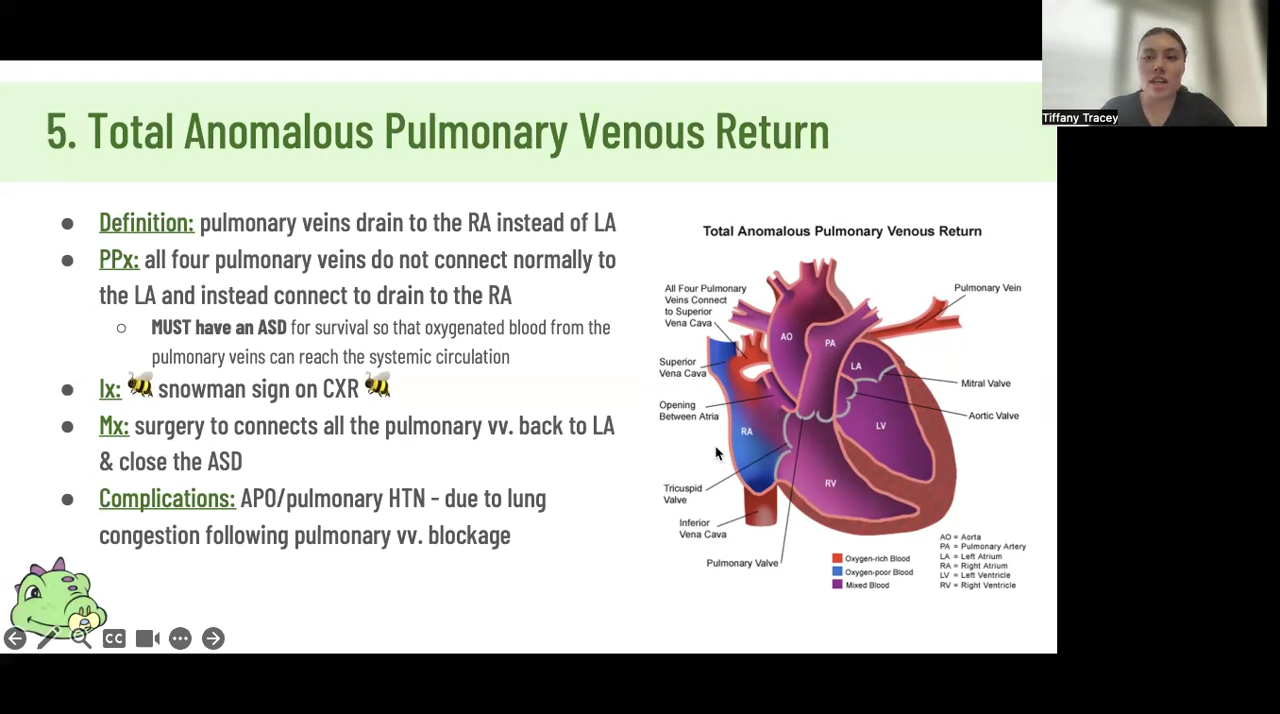 Tiffany Tracey
5. Total Anomalous Pulmonary Venous Return
Definition: pulmonary veins drain to the RA instead of LA
PPx: all four pulmonary veins do not connect normally to
the LA and instead connect to drain to the RA
MUST have an ASD for survival so that oxygenated blood from the
pulmonary veins can reach the systemic circulation
Ix: 🐝 snowman sign on CXR 🐝
Mx: surgery to connects all the pulmonary vv. back to LA
& close the ASD
Complications: APO/pulmonary HTN - due to lung
congestion following pulmonary vv. blockage
Total Anomalous Pulmonary Venous Return
All Four Pulmonary
Veins Connect
to Superior
Vena Cava
Pulmonary Vein
Superior
Vena Cava
Opening
Between Atria
Tricuspid
Valve
Inferior
Vena Cava
Pulmonary Valve
Mitral Valve
Aortic Valve
AO
PA
LA
LV
RA
RV
Oxygen-rich Blood
Oxygen-poor Blood
Mixed Blood
AO = Aorta
PA = Pulmonary Artery
LA = Left Atrium
RA = Right Atrium
LV = Left Ventricle
RV = Right Ventricle
CC